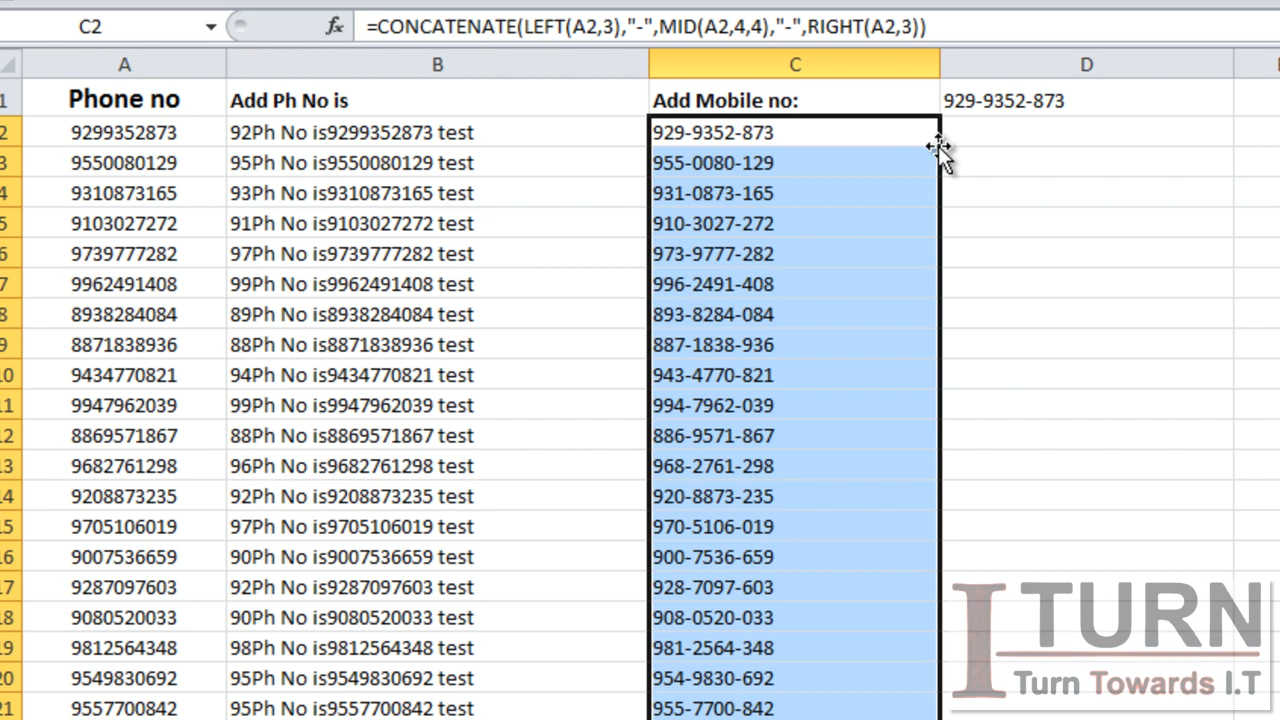 C2 fx =CONCATENATE(LEFT(A2,3),"-",MID(A2,4,4),"-",RIGHT(A2,3))
A B C D
1 Phone no Add Ph No is Add Mobile no: 929-9352-873
2 9299352873 92Ph No is9299352873 test 929-9352-873
3 9550080129 95Ph No is9550080129 test 955-0080-129
4 9310873165 93Ph No is9310873165 test 931-0873-165
5 9103027272 91Ph No is9103027272 test 910-3027-272
6 9739777282 97Ph No is9739777282 test 973-9777-282
7 9962491408 99Ph No is9962491408 test 996-2491-408
8 8938284084 89Ph No is8938284084 test 893-8284-084
9 8871838936 88Ph No is8871838936 test 887-1838-936
10 9434770821 94Ph No is9434770821 test 943-4770-821
11 9947962039 99Ph No is9947962039 test 994-7962-039
12 8869571867 88Ph No is8869571867 test 886-9571-867
13 9682761298 96Ph No is9682761298 test 968-2761-298
14 9208873235 92Ph No is9208873235 test 920-8873-235
15 9705106019 97Ph No is9705106019 test 970-5106-019
16 9007536659 90Ph No is9007536659 test 900-7536-659
17 9287097603 92Ph No is9287097603 test 928-7097-603
18 9080520033 90Ph No is9080520033 test 908-0520-033
19 9812564348 98Ph No is9812564348 test 981-2564-348
20 9549830692 95Ph No is9549830692 test 954-9830-692
21 9557700842 95Ph No is9557700842 test 955-7700-842
I TURN
Turn Towards I.T